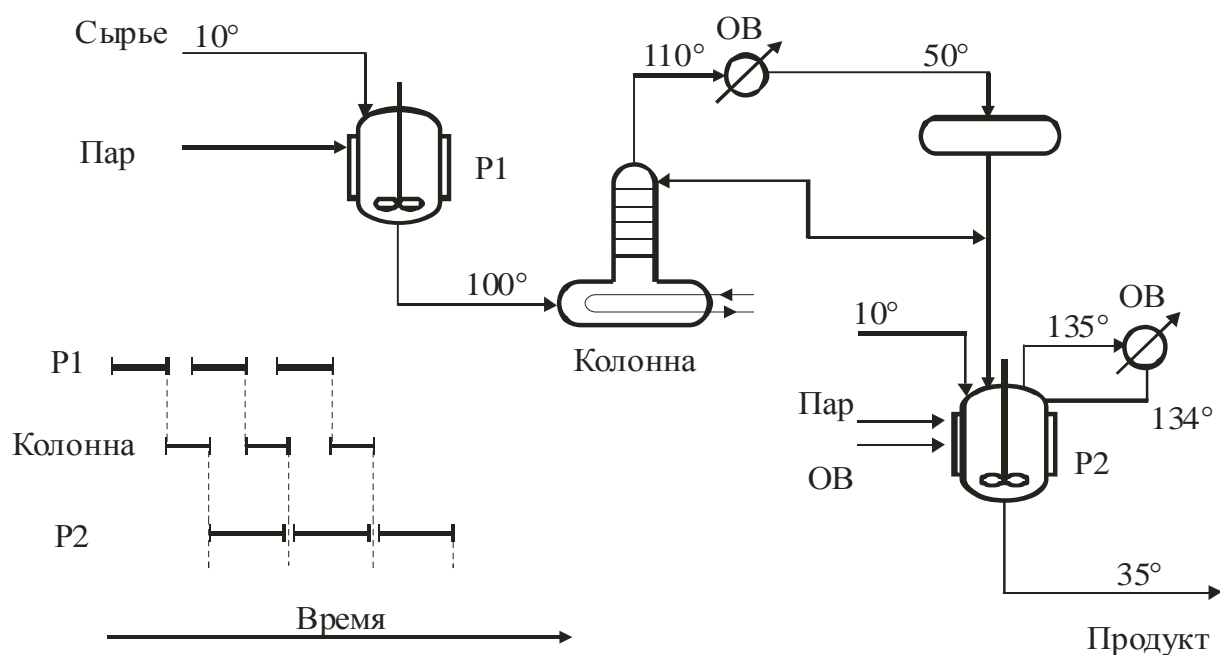 Сырье 10°
Пар
Р1
100°
110°
ОВ
50°
Колонна
10°
135°
ОВ
134°
Пар
ОВ
Р2
35°
Продукт
Р1
Колонна
Р2
Время